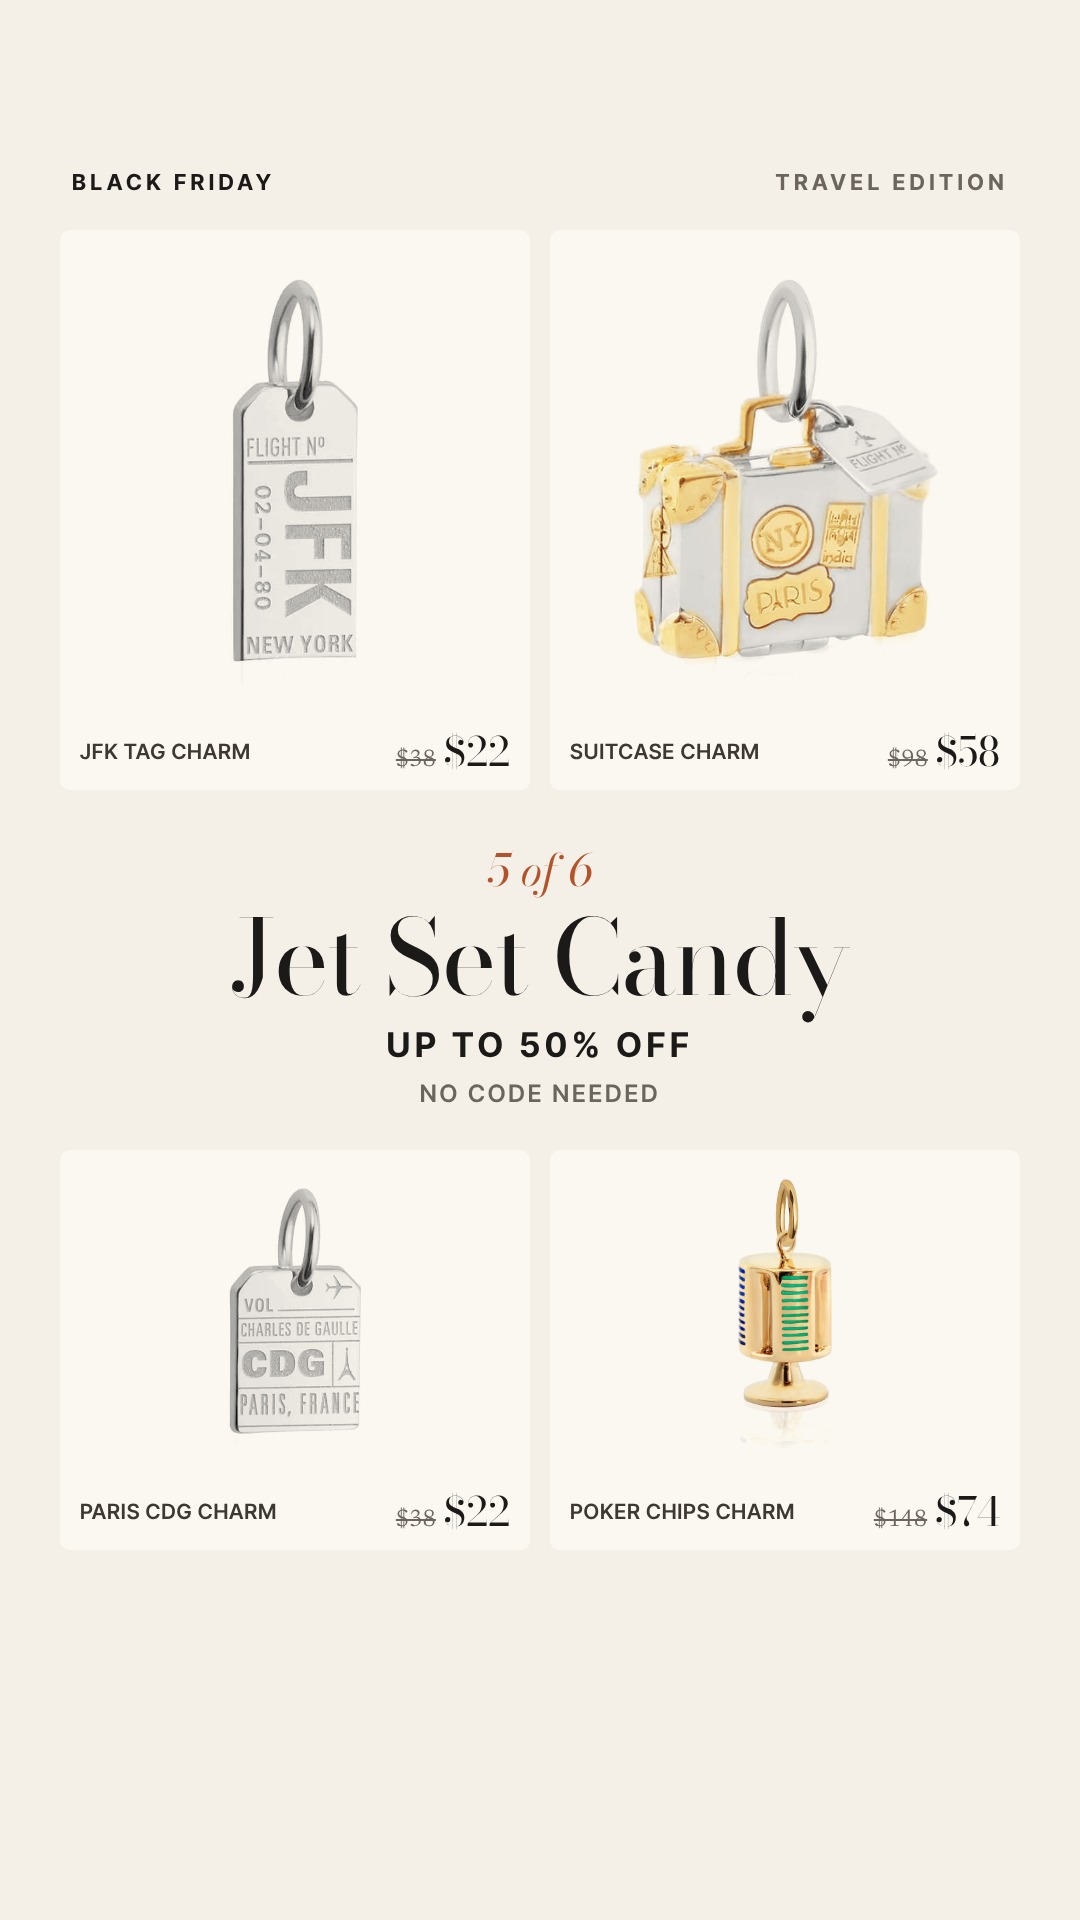 BLACK FRIDAY
TRAVEL EDITION
FLIGHT Nº
JFK
02-04-80
NEW YORK
FLIGHT Nº
NY
india
PARIS
JFK TAG CHARM
$38 $22
SUITCASE CHARM
$98 $58
5 of 6
Jet Set Candy
UP TO 50% OFF
NO CODE NEEDED
VOL
CHARLES DE GAULLE
CDG
PARIS, FRANCE
PARIS CDG CHARM
$38 $22
POKER CHIPS CHARM
$148 $74